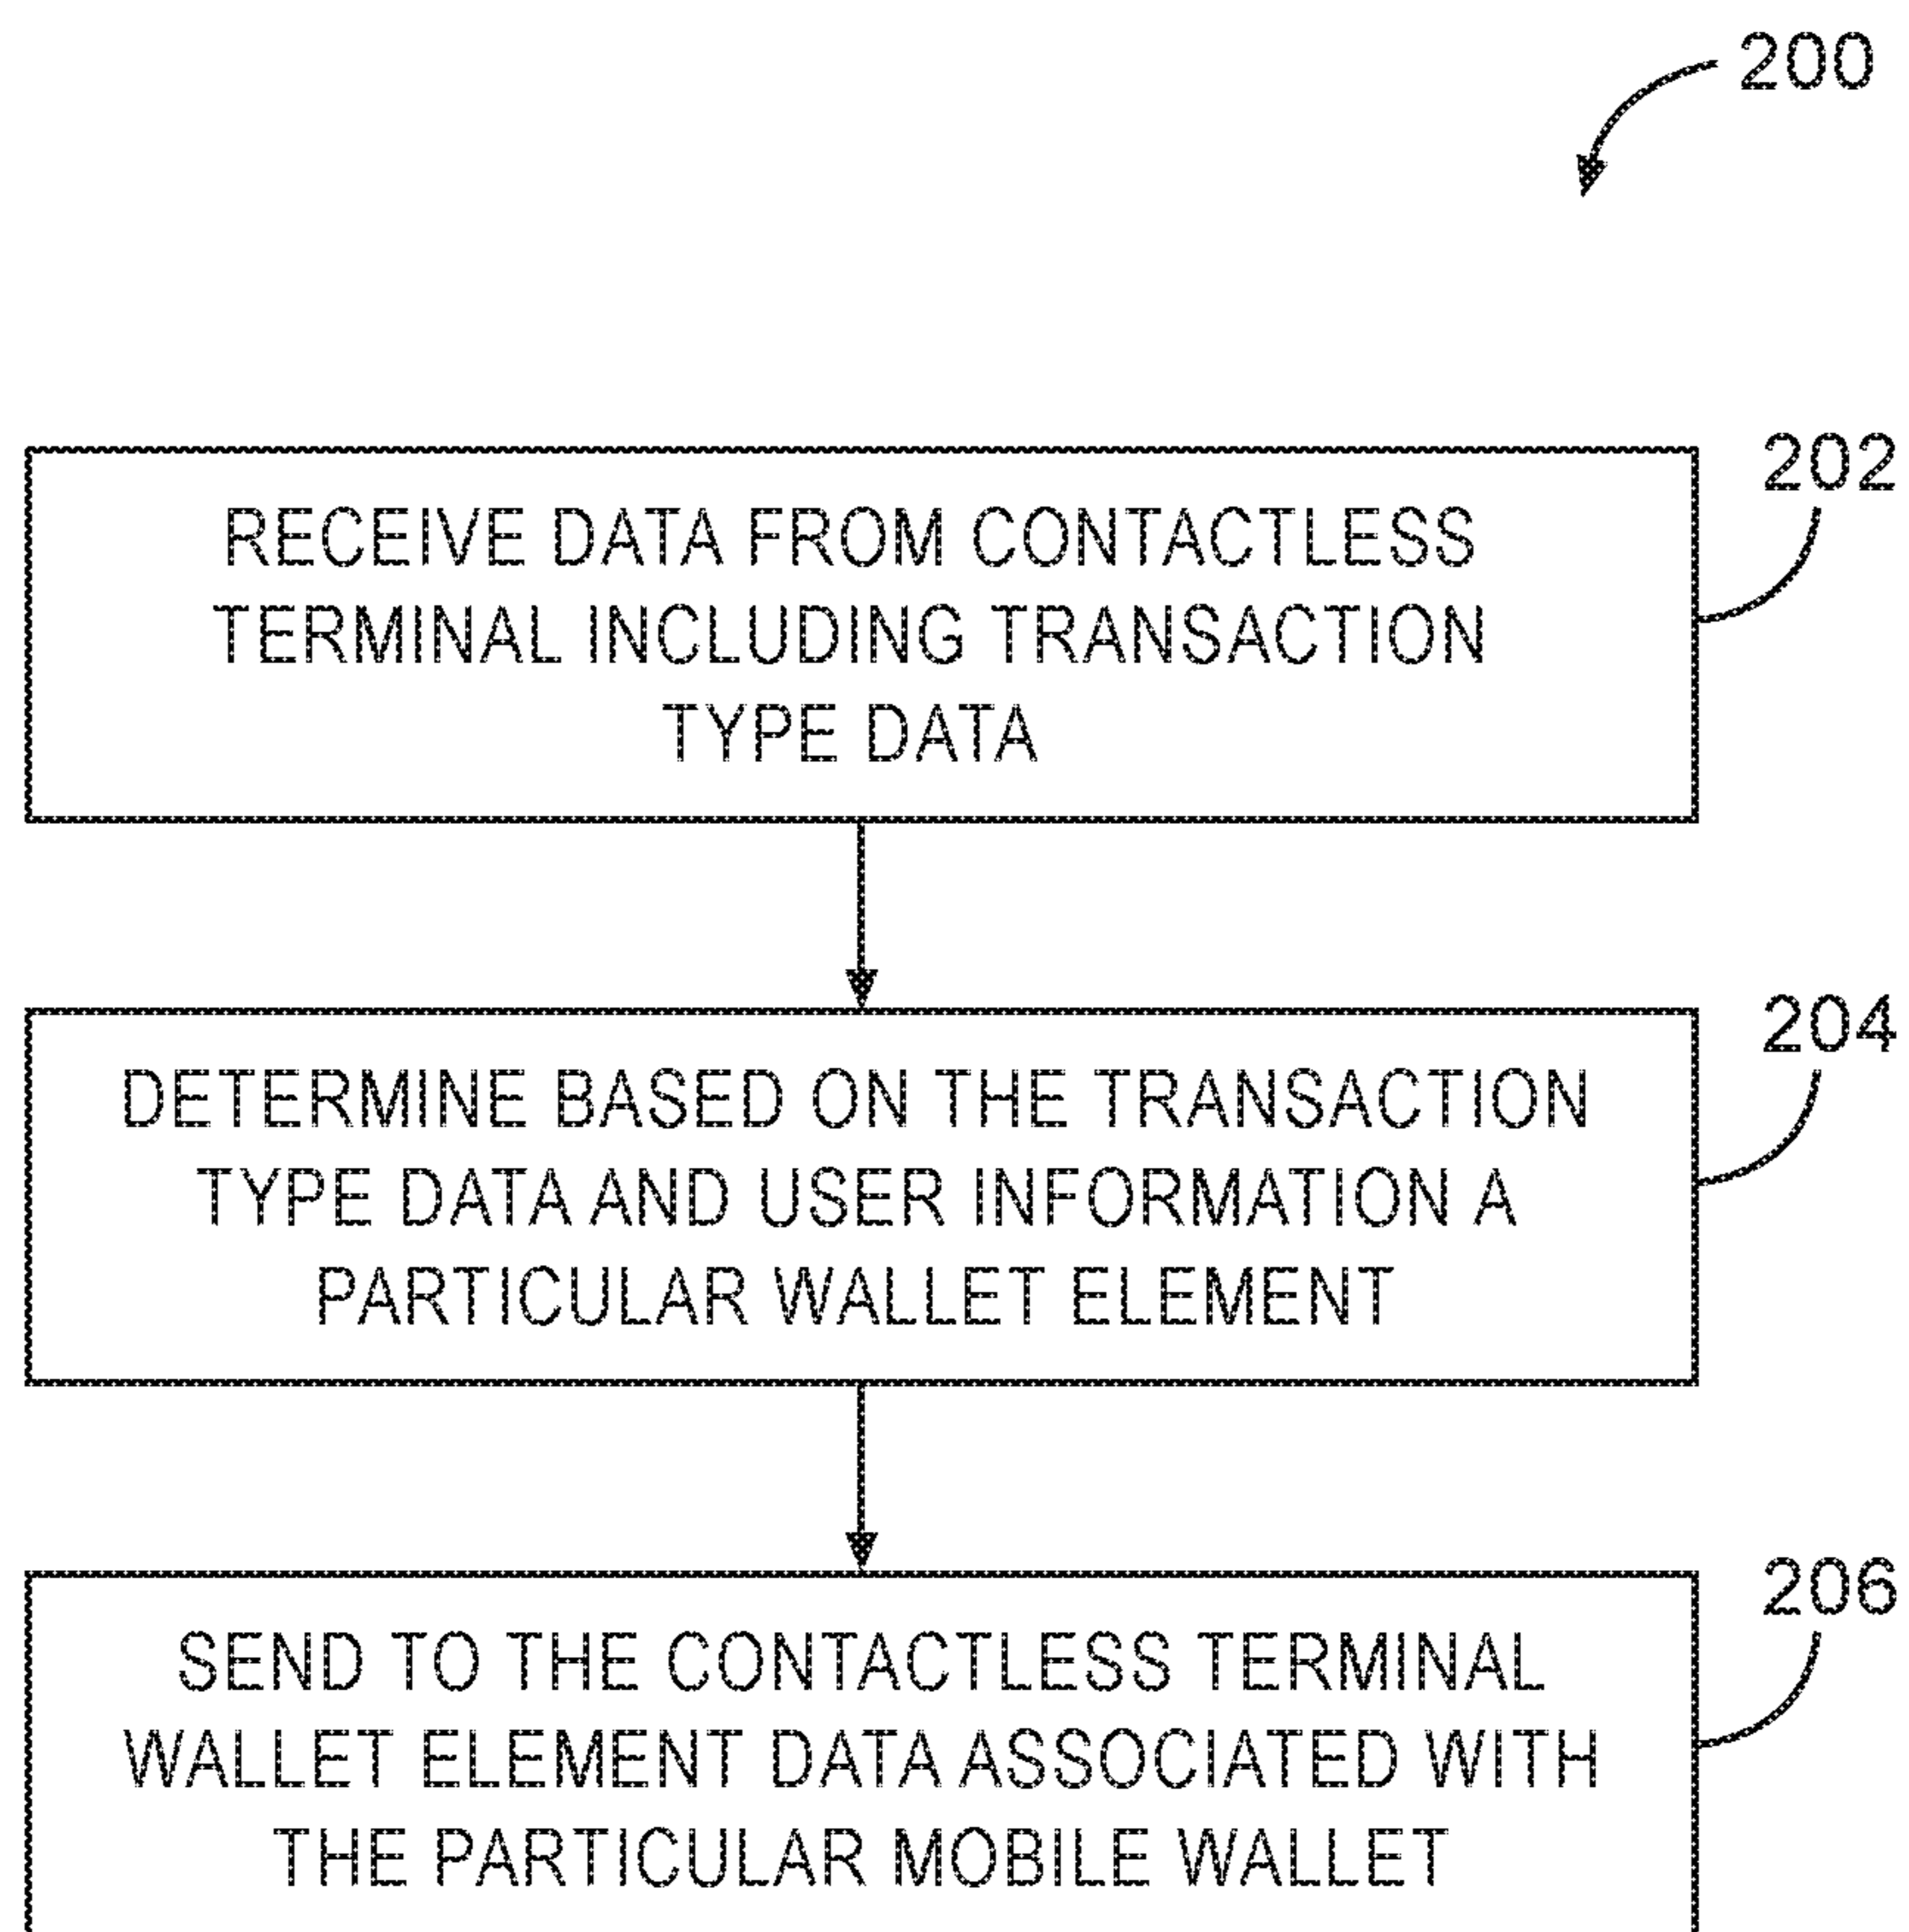 200
202
RECEIVE DATA FROM CONTACTLESS
TERMINAL INCLUDING TRANSACTION
TYPE DATA
204
DETERMINE BASED ON THE TRANSACTION
TYPE DATA AND USER INFORMATION A
PARTICULAR WALLET ELEMENT
206
SEND TO THE CONTACTLESS TERMINAL
WALLET ELEMENT DATA ASSOCIATED WITH
THE PARTICULAR MOBILE WALLET